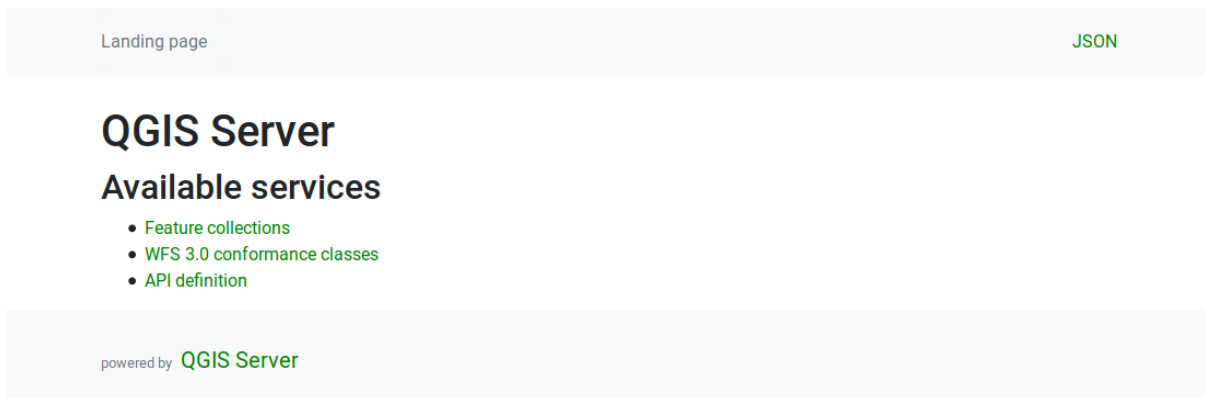 Landing page JSON
QGIS Server
Available services
Feature collections
WFS 3.0 conformance classes
API definition
powered by QGIS Server